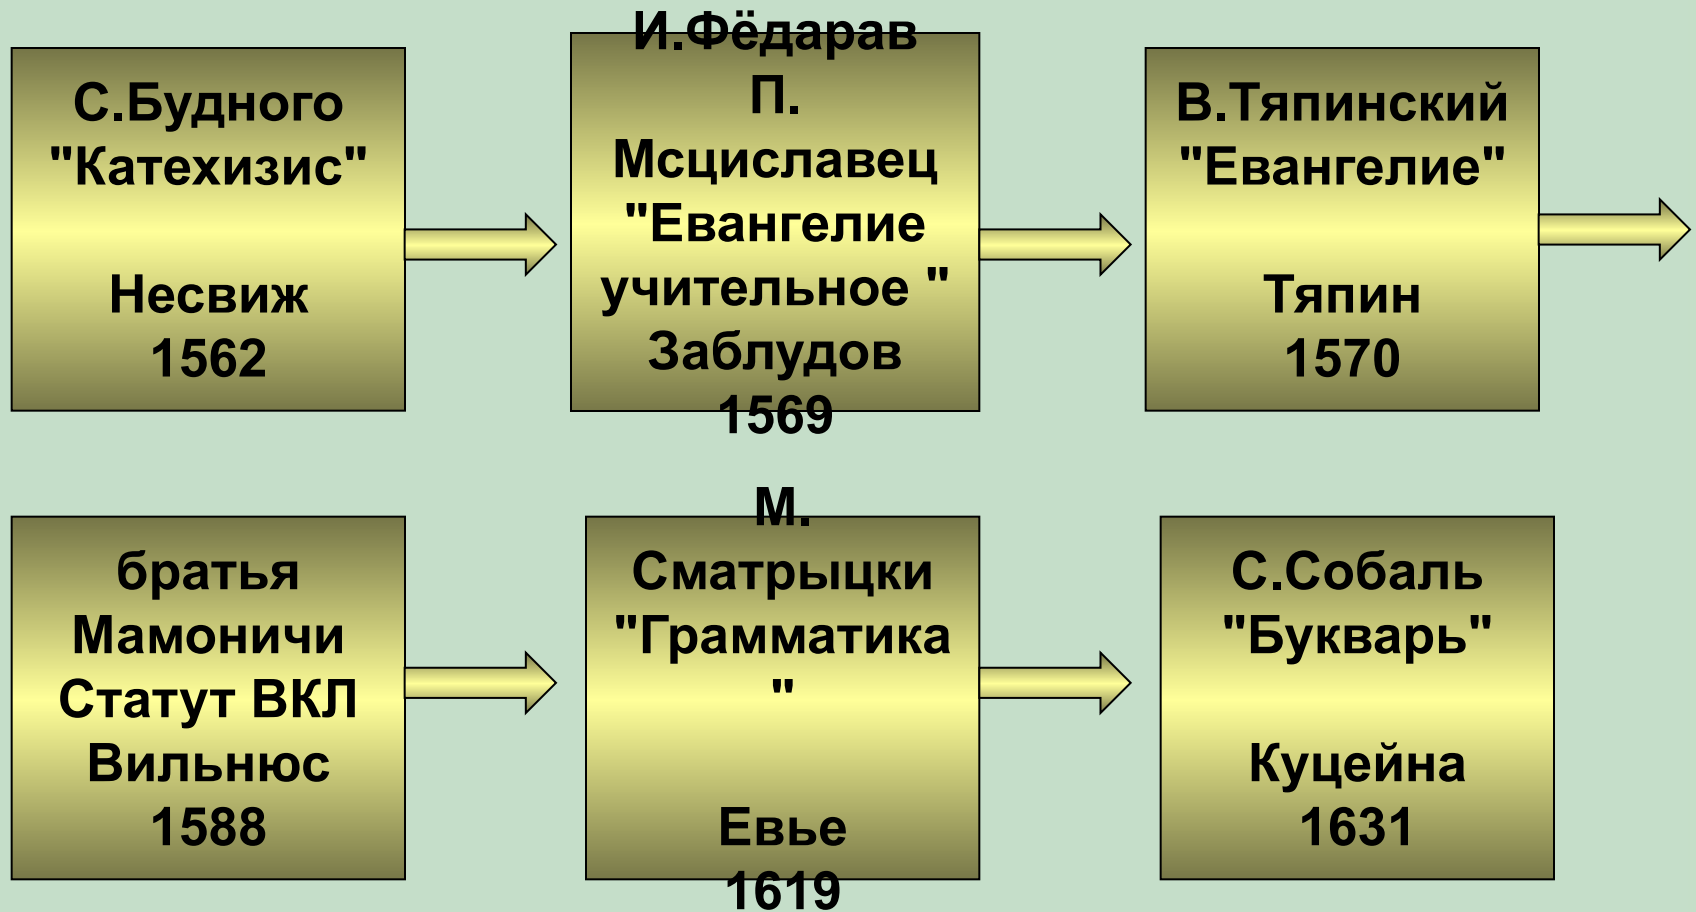 С.Будного
"Катехизис"
Несвиж
1562
И.Фёдарав
П.
Мсциславец
"Евангелие
учительное "
Заблудов
1569
В.Тяпинский
"Евангелие"
Тяпин
1570
братья
Мамоничи
Статут ВКЛ
Вильнюс
1588
М.
Сматрыцки
"Грамматика
"
Евье
1619
С.Собаль
"Букварь"
Куцейна
1631